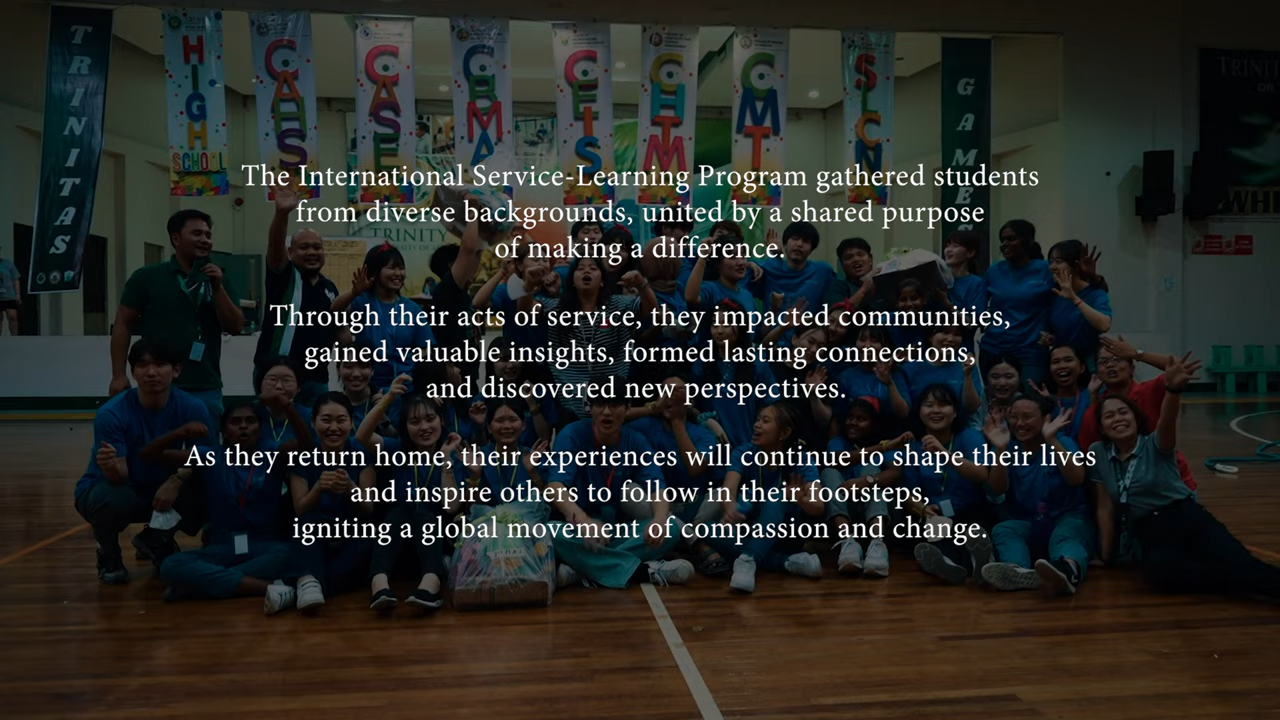 TRINITAS
HIGH
SCHOOL
CAHS
CASE
CBMA
CEIS
CHTM
CMT
SLCN
GAMES
TRINITY
The International Service-Learning Program gathered students
from diverse backgrounds, united by a shared purpose
of making a difference.
Through their acts of service, they impacted communities,
gained valuable insights, formed lasting connections,
and discovered new perspectives.
As they return home, their experiences will continue to shape their lives
and inspire others to follow in their footsteps,
igniting a global movement of compassion and change.